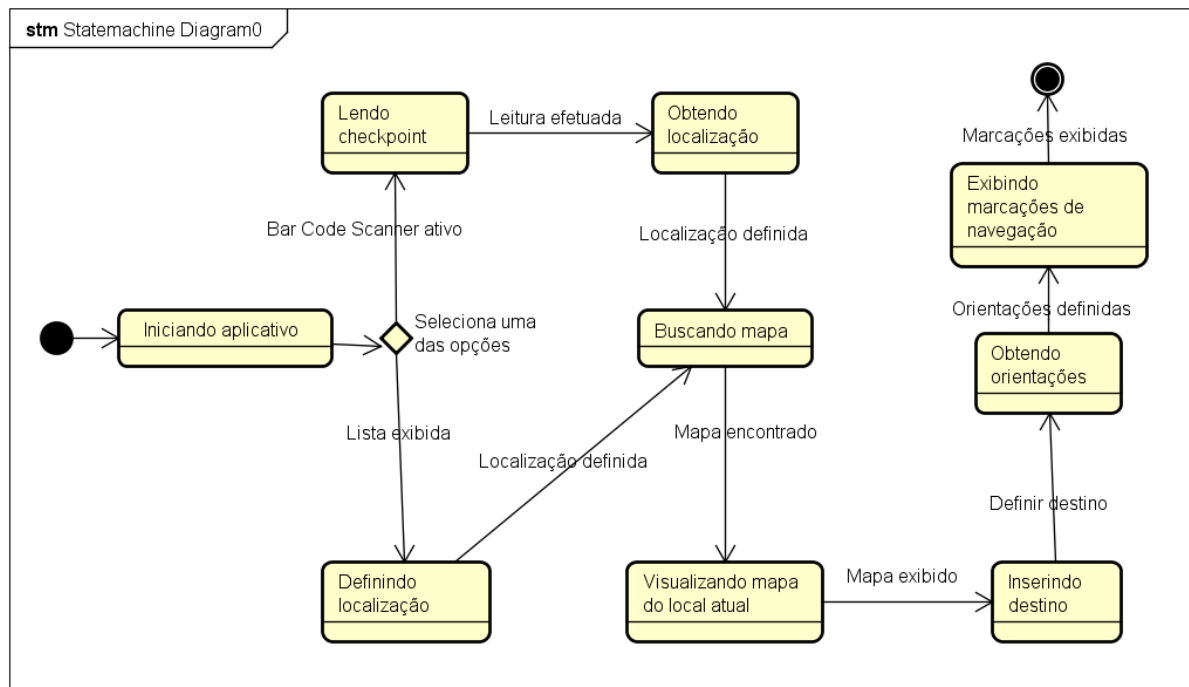 stm Statemachine Diagram0
Lendo
checkpoint
Leitura efetuada
Obtendo
localização
Marcações exibidas
Exibindo
marcações de
navegação
Bar Code Scanner ativo
Localização definida
Iniciando aplicativo
Seleciona uma
das opções
Buscando mapa
Orientações definidas
Obtendo
orientações
Lista exibida
Localização definida
Mapa encontrado
Definir destino
Definindo
localização
Visualizando mapa
do local atual
Mapa exibido
Inserindo
destino